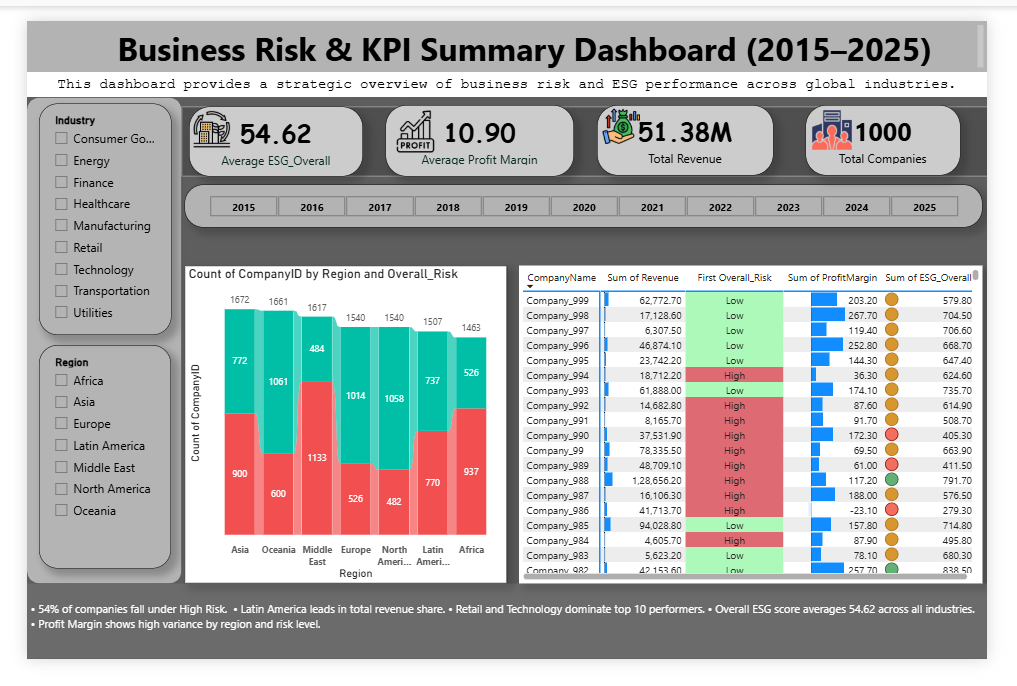 Business Risk & KPI Summary Dashboard (2015–2025)
This dashboard provides a strategic overview of business risk and ESG performance across global industries.
Industry
Consumer Go...
Energy
Finance
Healthcare
Manufacturing
Retail
Technology
Transportation
Utilities
Region
Africa
Asia
Europe
Latin America
Middle East
North America
Oceania
54.62
Average ESG_Overall
PROFIT
10.90
Average Profit Margin
51.38M
Total Revenue
1000
Total Companies
2015 2016 2017 2018 2019 2020 2021 2022 2023 2024 2025
Count of CompanyID by Region and Overall_Risk
Count of CompanyID
1672 1661 1617 1540 1540 1507 1463
772 1061 484 1014 1058 737 526
900 600 1133 526 482 770 937
Asia Oceania Middle Europe North Latin Africa
East Ameri... Ameri...
Region
CompanyName Sum of Revenue First Overall_Risk Sum of ProfitMargin Sum of ESG_Overall
Company_999 62,772.70 Low 203.20 579.80
Company_998 17,128.60 Low 267.70 704.50
Company_997 6,307.50 Low 119.40 706.60
Company_996 46,874.10 Low 252.80 668.70
Company_995 23,742.20 Low 144.30 647.40
Company_994 18,712.20 High 36.30 624.60
Company_993 61,888.00 Low 174.10 735.70
Company_992 14,682.80 High 87.60 614.90
Company_991 8,165.70 High 91.70 508.70
Company_990 37,531.90 High 172.30 405.30
Company_99 78,335.50 High 69.50 663.90
Company_989 48,709.10 High 61.00 411.50
Company_988 1,28,656.20 High 117.20 791.70
Company_987 16,106.30 High 188.00 576.50
Company_986 41,713.70 High -23.10 279.30
Company_985 94,028.80 Low 157.80 714.80
Company_984 4,605.70 High 87.90 495.80
Company_983 5,623.20 Low 78.10 680.30
Company_982 42,153.60 Low 257.70 838.50
• 54% of companies fall under High Risk. • Latin America leads in total revenue share. • Retail and Technology dominate top 10 performers. • Overall ESG score averages 54.62 across all industries.
• Profit Margin shows high variance by region and risk level.